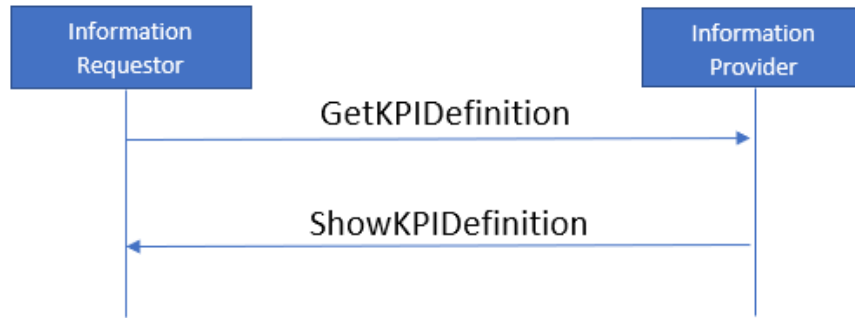 Information
Requestor
Information
Provider
GetKPIDefinition
ShowKPIDefinition